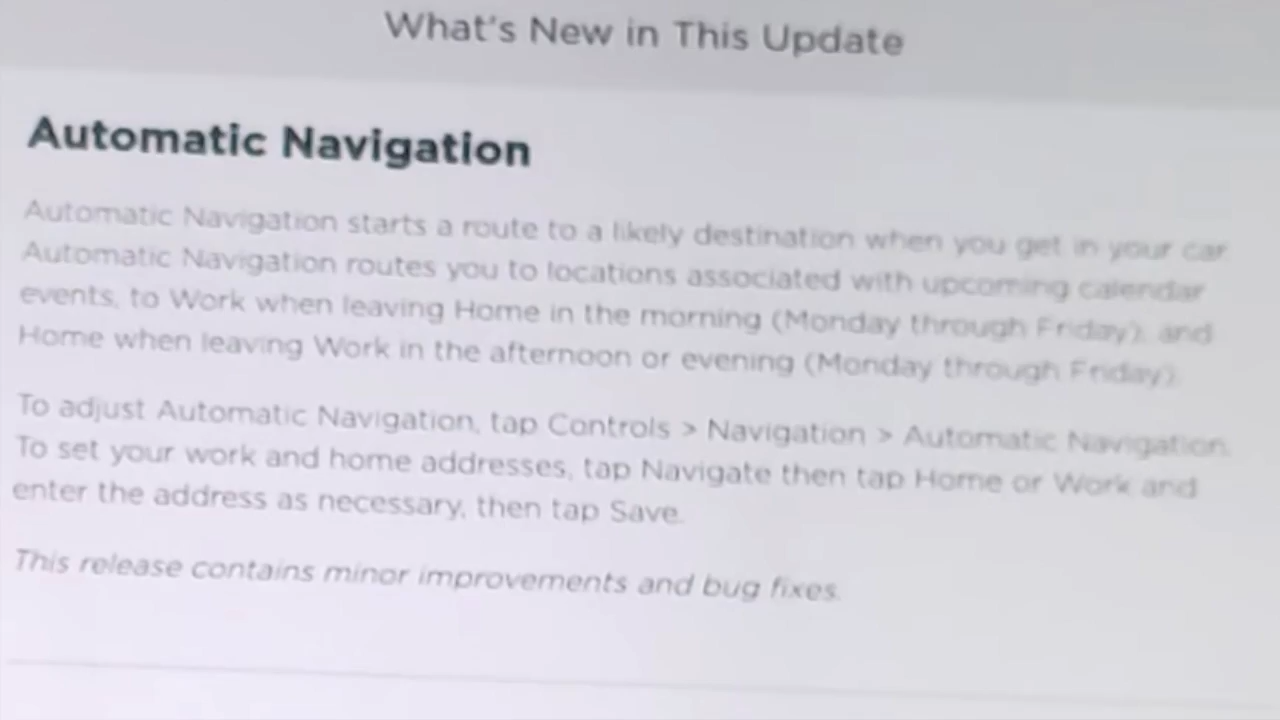 What's New in This Update
Automatic Navigation
Automatic Navigation starts a route to a likely destination when you get in your car
Automatic Navigation routes you to locations associated with upcoming calendar
events, to Work when leaving Home in the morning (Monday through Friday), and
Home when leaving Work in the afternoon or evening (Monday through Friday).
To adjust Automatic Navigation, tap Controls > Navigation > Automatic Navigation.
To set your work and home addresses, tap Navigate then tap Home or Work and
enter the address as necessary, then tap Save.
This release contains minor improvements and bug fixes.